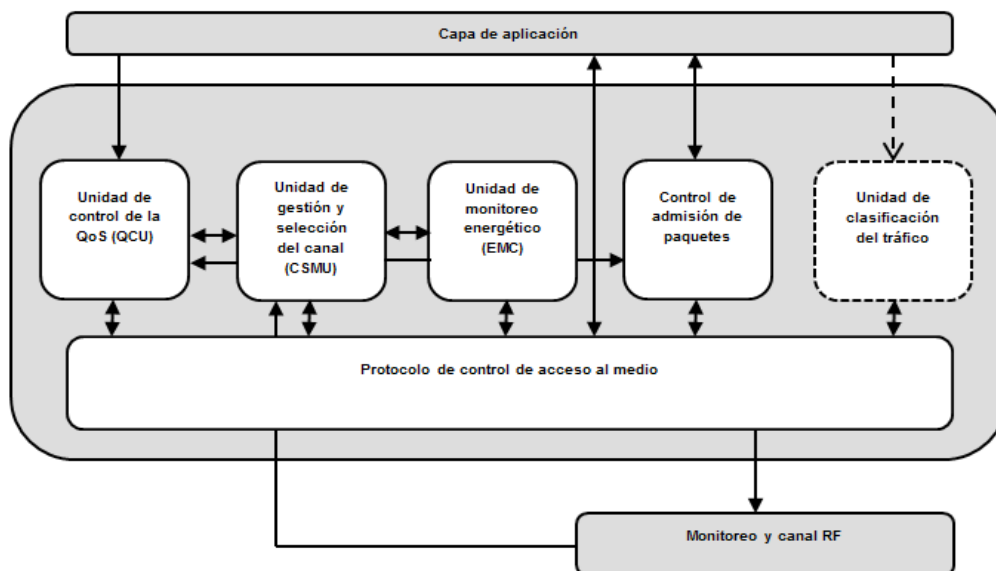 Capa de aplicación
Unidad de
control de la
QoS (QCU)
Unidad de
gestión y
selección
del canal
(CSMU)
Unidad de
monitoreo
energético
(EMC)
Control de
admisión de
paquetes
Unidad de
clasificación
del tráfico
Protocolo de control de acceso al medio
Monitoreo y canal RF